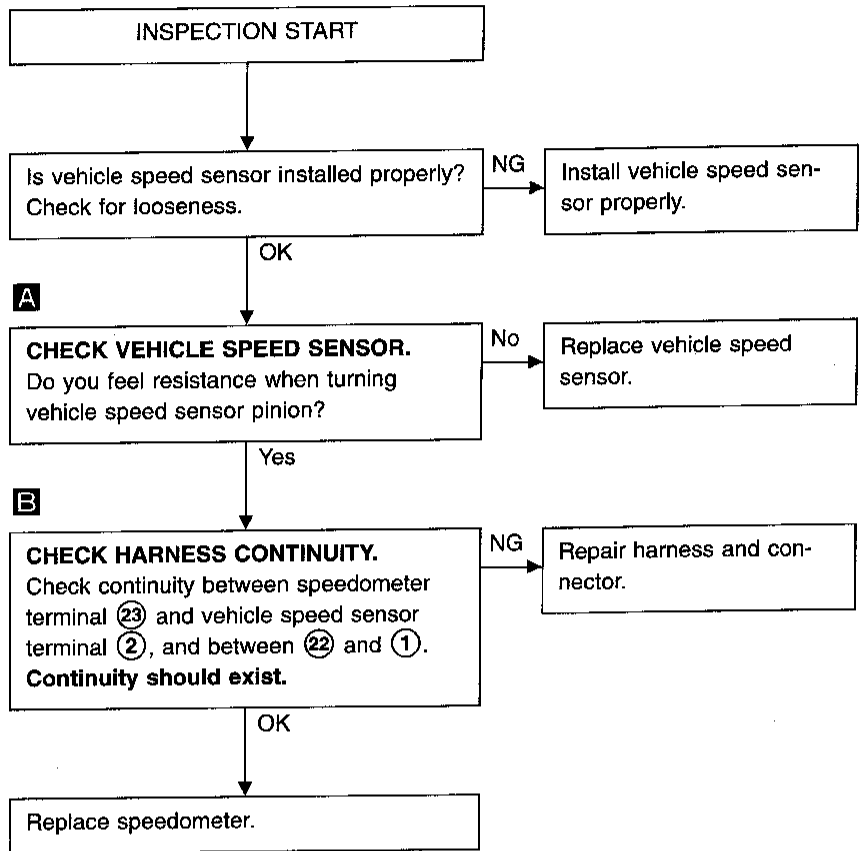 INSPECTION START
Is vehicle speed sensor installed properly?
Check for looseness.
NG
Install vehicle speed sen-
sor properly.
OK
A
CHECK VEHICLE SPEED SENSOR.
Do you feel resistance when turning
vehicle speed sensor pinion?
No
Replace vehicle speed
sensor.
Yes
B
CHECK HARNESS CONTINUITY.
Check continuity between speedometer
terminal ㉓ and vehicle speed sensor
terminal ②, and between ㉒ and ①.
Continuity should exist.
NG
Repair harness and con-
nector.
OK
Replace speedometer.